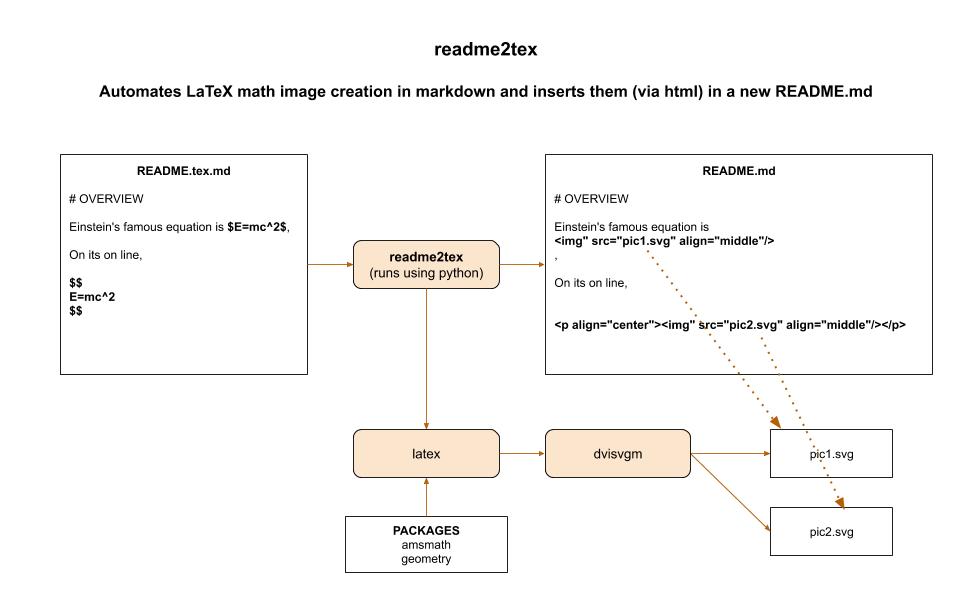 readme2tex
Automates LaTeX math image creation in markdown and inserts them (via html) in a new README.md
README.tex.md
# OVERVIEW
Einstein's famous equation is $E=mc^2$,
On its on line,
$$
E=mc^2
$$
readme2tex
(runs using python)
README.md
# OVERVIEW
Einstein's famous equation is
<img" src="pic1.svg" align="middle"/>
,
On its on line,
<p align="center"><img" src="pic2.svg" align="middle"/></p>
latex
dvisvgm
pic1.svg
pic2.svg
PACKAGES
amsmath
geometry